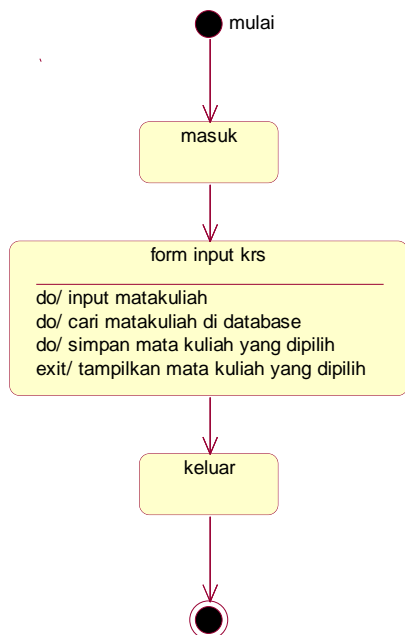 mulai
masuk
form input krs
do/ input matakuliah
do/ cari matakuliah di database
do/ simpan mata kuliah yang dipilih
exit/ tampilkan mata kuliah yang dipilih
keluar